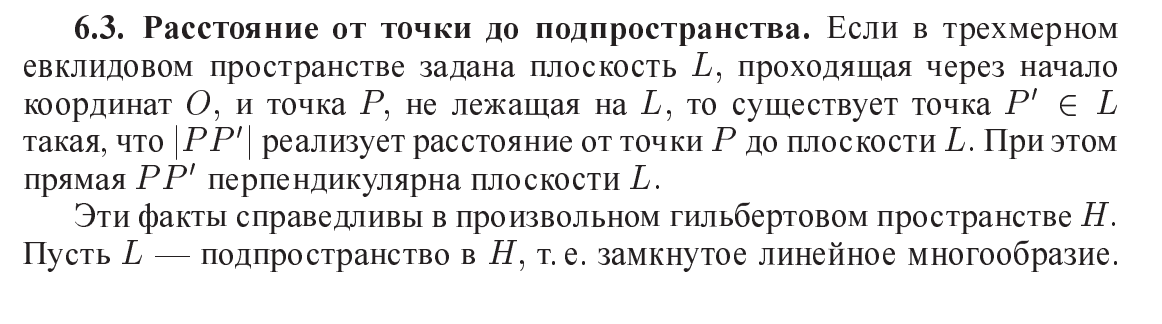 6.3. Расстояние от точки до подпространства. Если в трехмерном
евклидовом пространстве задана плоскость L, проходящая через начало
координат O, и точка P, не лежащая на L, то существует точка P′ ∈ L
такая, что |PP′| реализует расстояние от точки P до плоскости L. При этом
прямая PP′ перпендикулярна плоскости L.
Эти факты справедливы в произвольном гильбертовом пространстве H.
Пусть L — подпространство в H, т. е. замкнутое линейное многообразие.